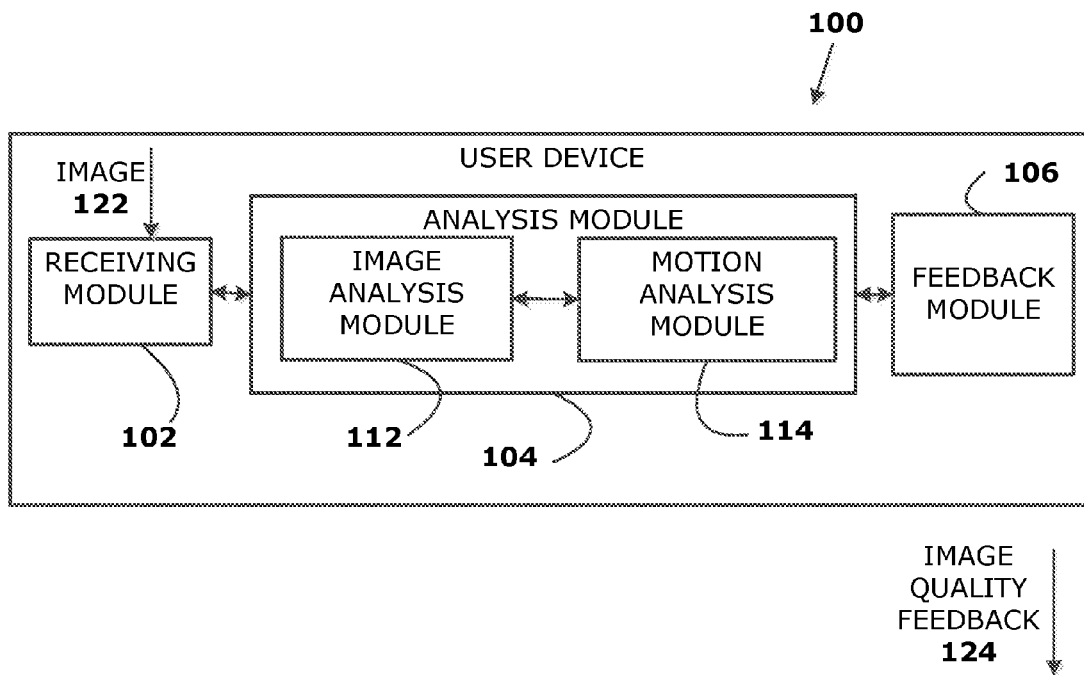 100
USER DEVICE
IMAGE
122
106
ANALYSIS MODULE
RECEIVING
MODULE
IMAGE
ANALYSIS
MODULE
MOTION
ANALYSIS
MODULE
FEEDBACK
MODULE
102
112
104
114
IMAGE
QUALITY
FEEDBACK
124